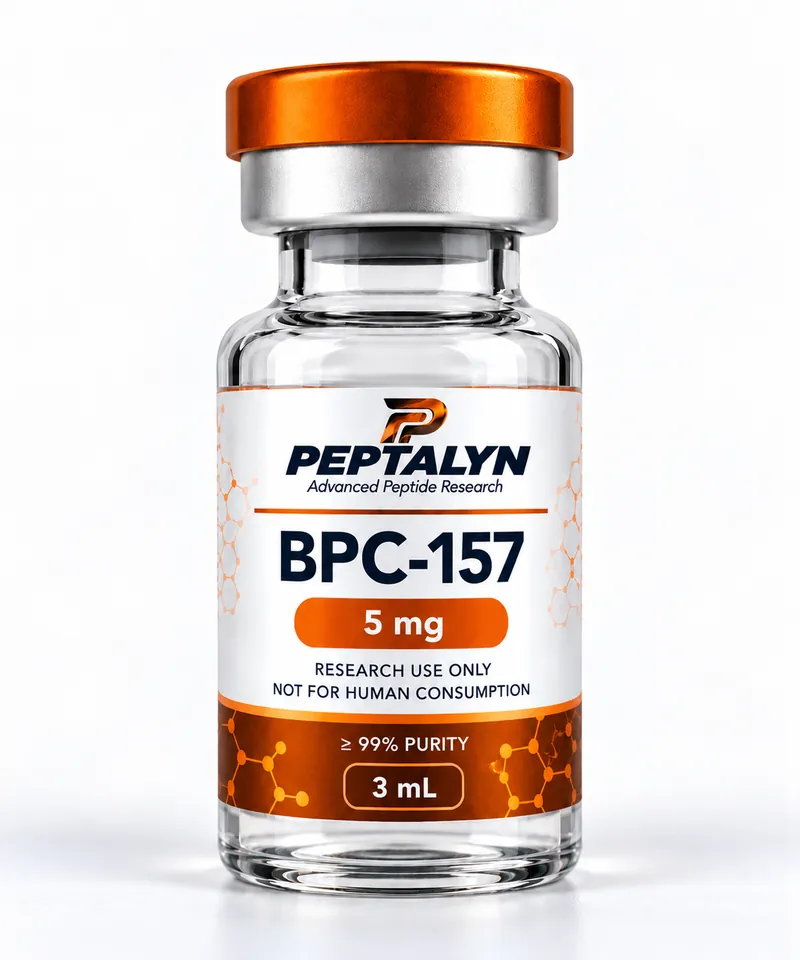 PEPTALYN
Advanced Peptide Research
BPC-157
5 mg
RESEARCH USE ONLY
NOT FOR HUMAN CONSUMPTION
≥ 99% PURITY
3 mL